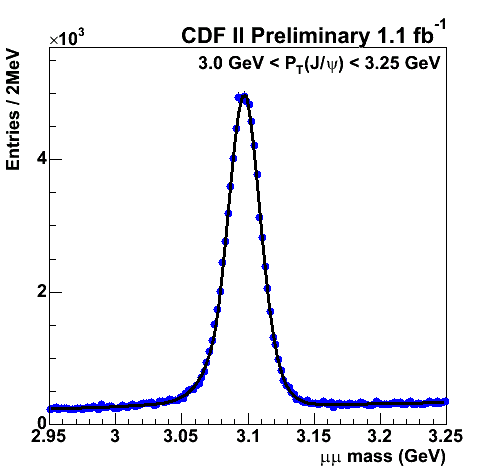 CDF II Preliminary 1.1 fb⁻¹
×10³
3.0 GeV < P_T(J/ψ) < 3.25 GeV
Entries / 2MeV
4
2
0
2.95 3 3.05 3.1 3.15 3.2 3.25
μμ mass (GeV)